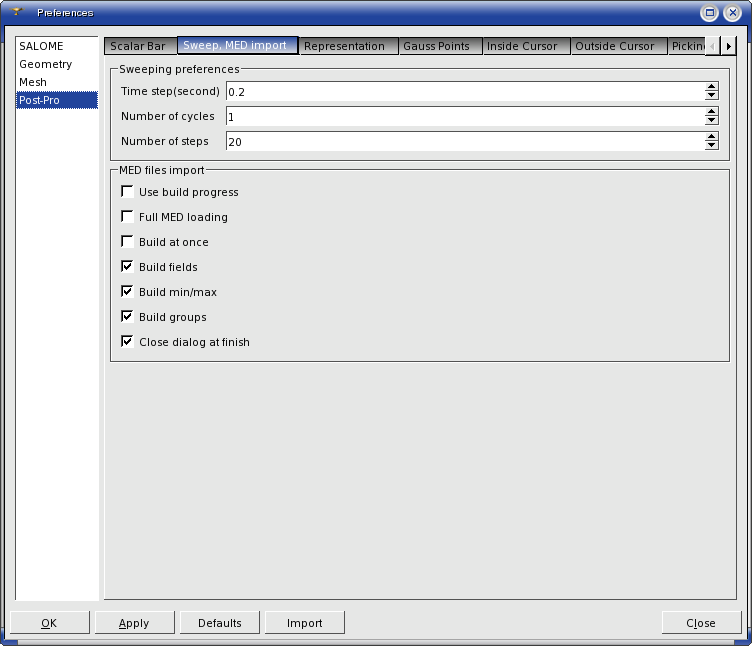 Preferences
SALOME
Geometry
Mesh
Post-Pro
Scalar Bar
Sweep, MED import
Representation
Gauss Points
Inside Cursor
Outside Cursor
Sweeping preferences
Time step(second)
0.2
Number of cycles
1
Number of steps
20
MED files import
Use build progress
Full MED loading
Build at once
Build fields
Build min/max
Build groups
Close dialog at finish
OK
Apply
Defaults
Import
Close